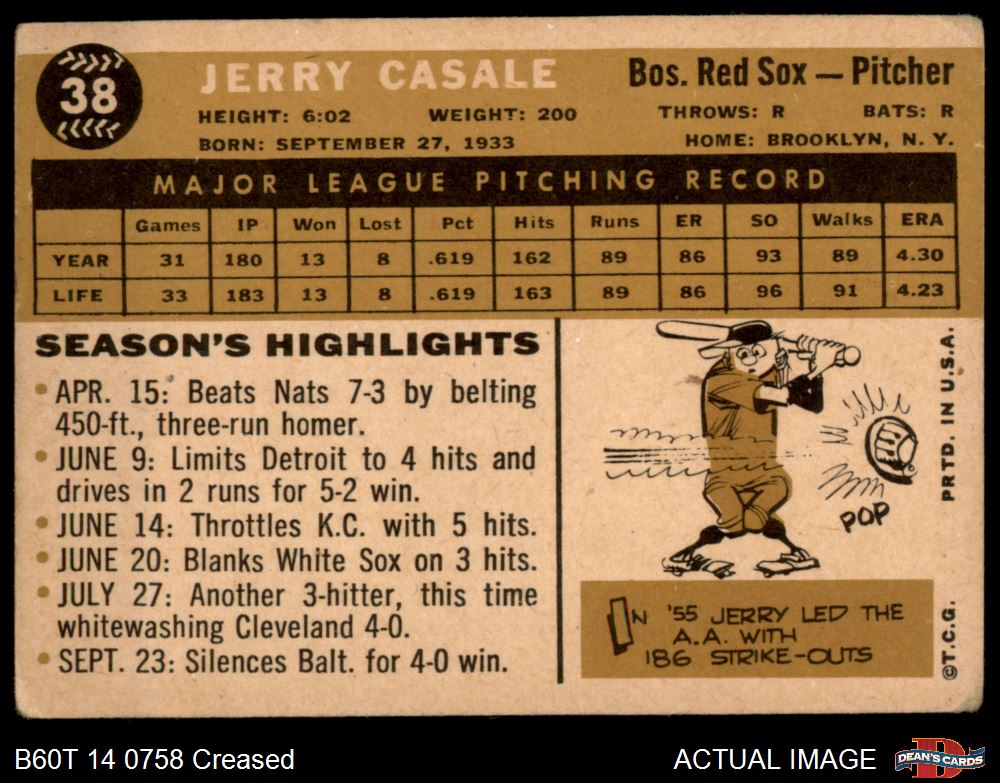 38
JERRY CASALE
Bos. Red Sox — Pitcher
HEIGHT: 6:02 WEIGHT: 200 THROWS: R BATS: R
BORN: SEPTEMBER 27, 1933 HOME: BROOKLYN, N. Y.
MAJOR LEAGUE PITCHING RECORD
Games IP Won Lost Pct Hits Runs ER SO Walks ERA
YEAR 31 180 13 8 .619 162 89 86 93 89 4.30
LIFE 33 183 13 8 .619 163 89 86 96 91 4.23
SEASON'S HIGHLIGHTS
• APR. 15: Beats Nats 7-3 by belting
450-ft., three-run homer.
• JUNE 9: Limits Detroit to 4 hits and
drives in 2 runs for 5-2 win.
• JUNE 14: Throttles K.C. with 5 hits.
• JUNE 20: Blanks White Sox on 3 hits.
• JULY 27: Another 3-hitter, this time
whitewashing Cleveland 4-0.
• SEPT. 23: Silences Balt. for 4-0 win.
POP
IN '55 JERRY LED THE
A.A. WITH
186 STRIKE-OUTS
©T.C.G. PRTD. IN U.S.A.
B60T 14 0758 Creased
ACTUAL IMAGE
D
DEAN'S CARDS